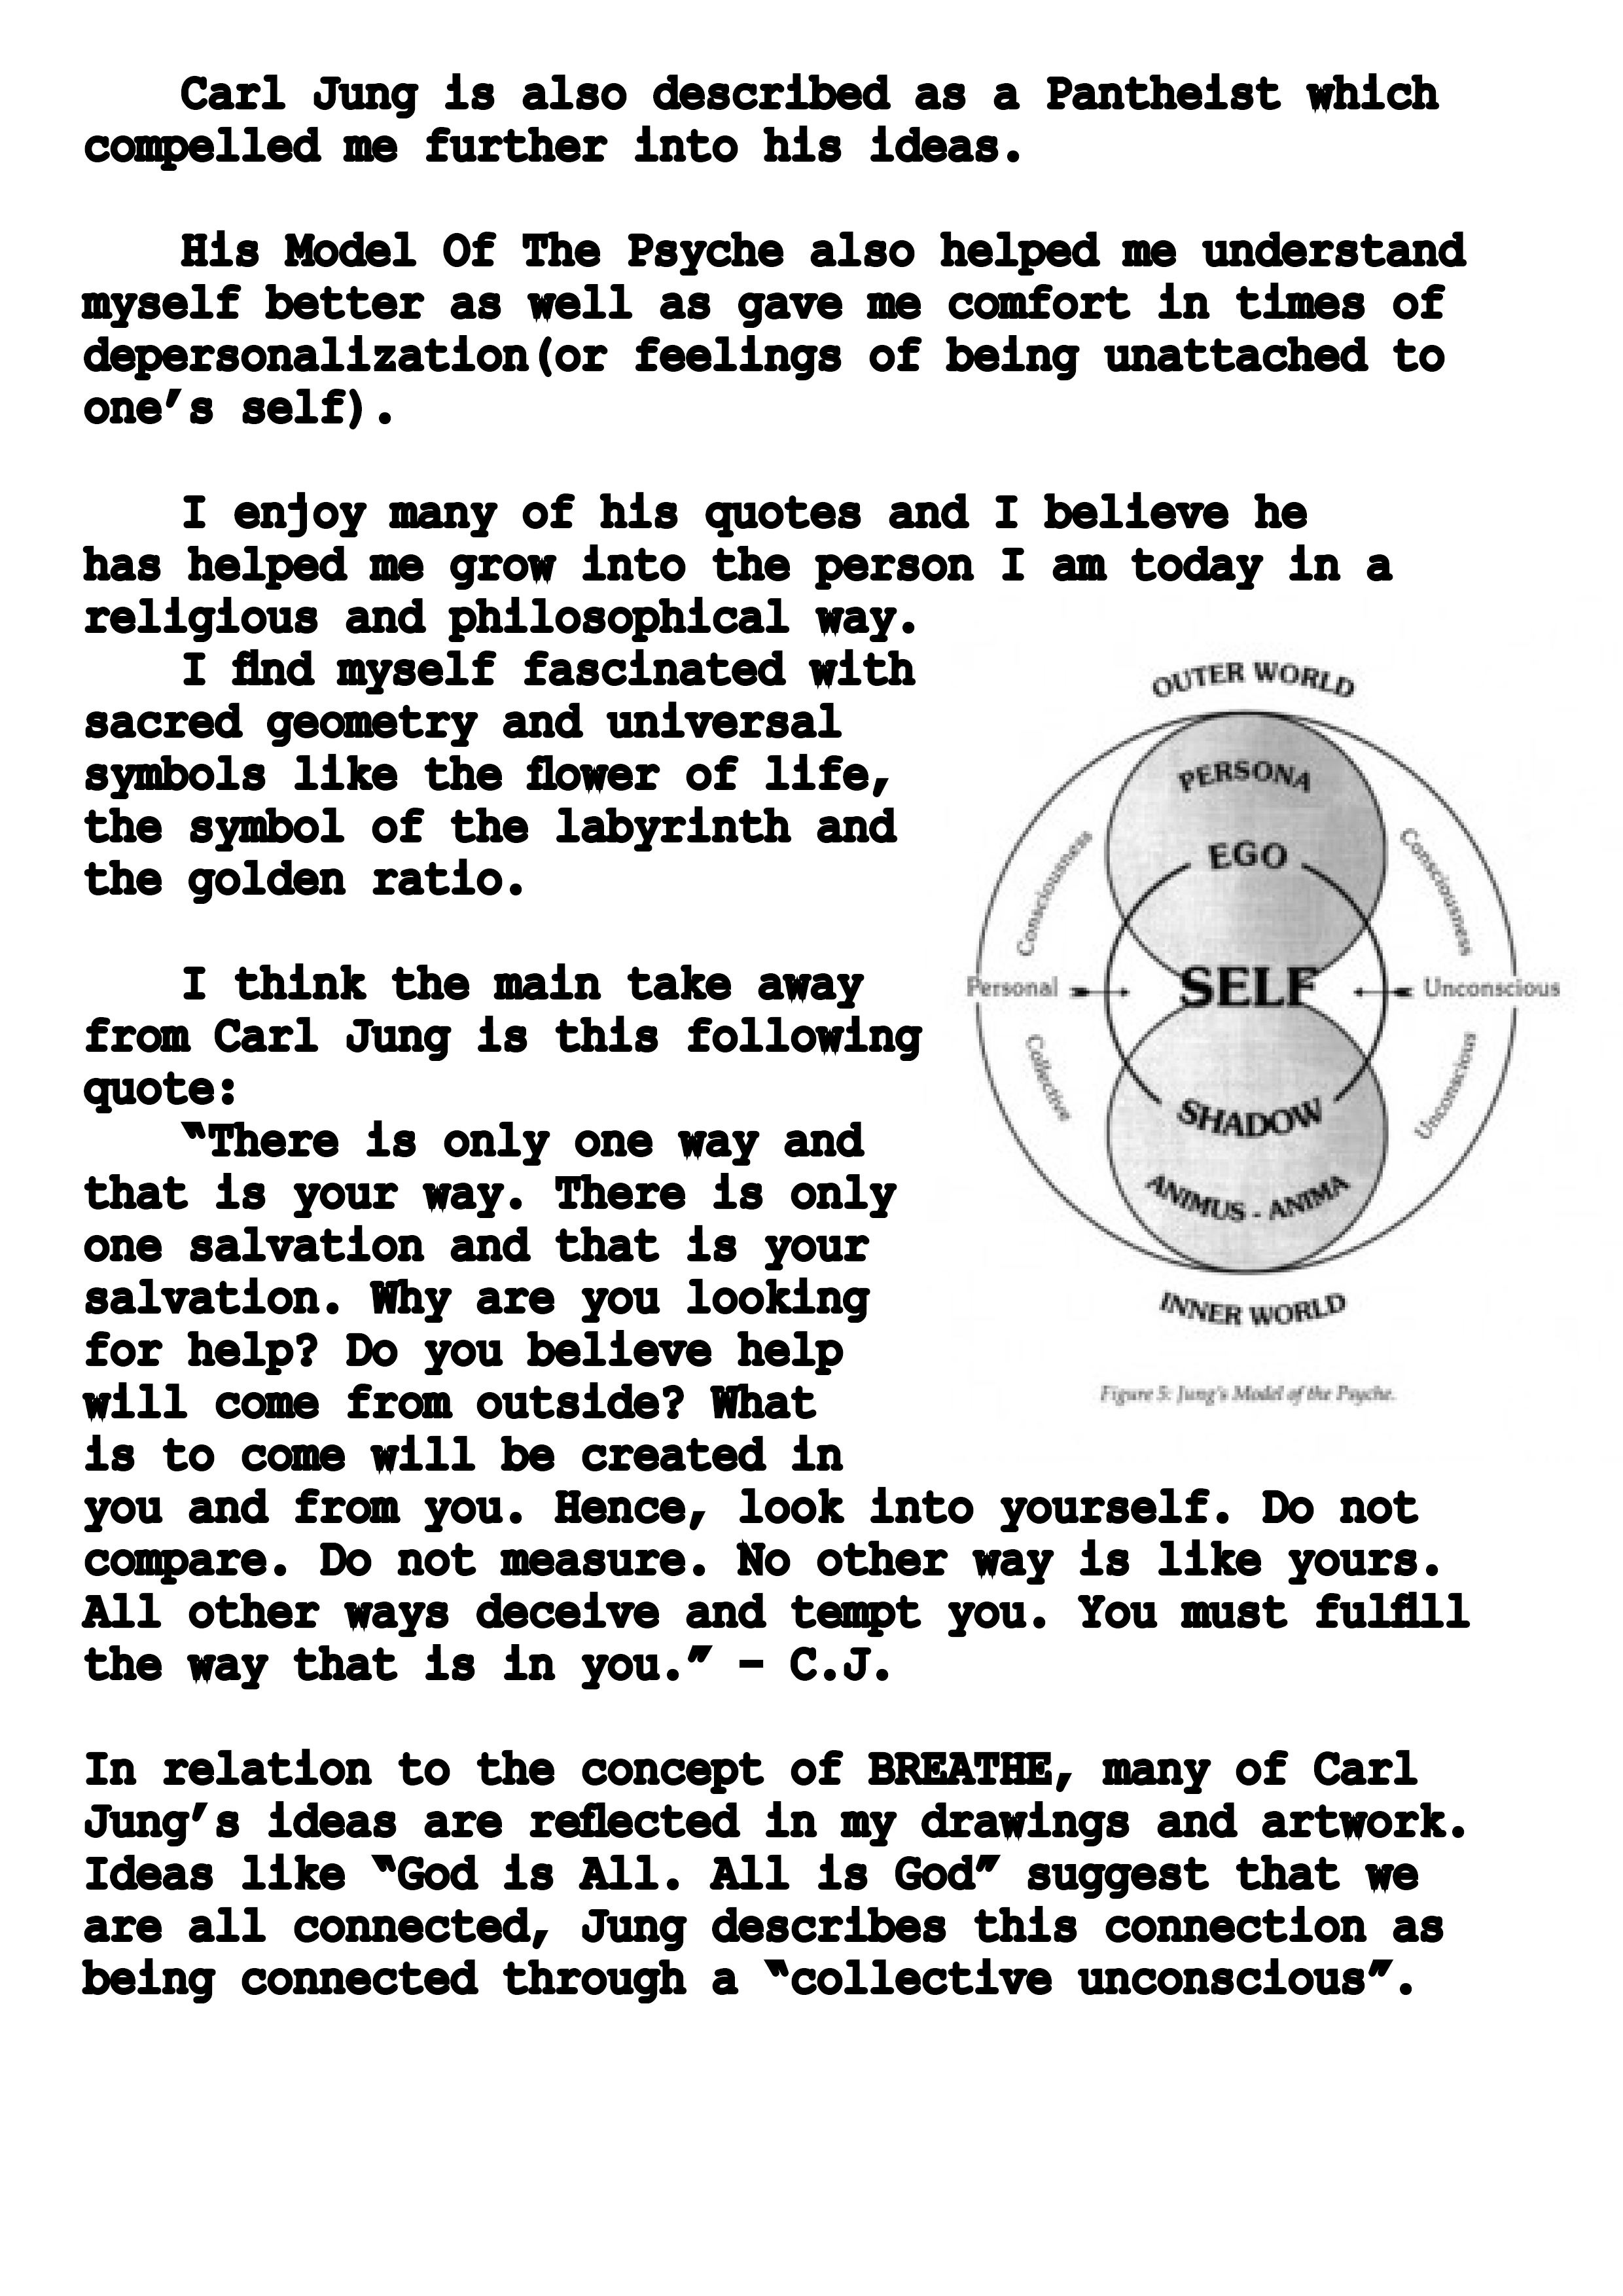 Carl Jung is also described as a Pantheist which
compelled me further into his ideas.
His Model Of The Psyche also helped me understand
myself better as well as gave me comfort in times of
depersonalization(or feelings of being unattached to
one’s self).
I enjoy many of his quotes and I believe he
has helped me grow into the person I am today in a
religious and philosophical way.
I find myself fascinated with
sacred geometry and universal
symbols like the flower of life,
the symbol of the labyrinth and
the golden ratio.
I think the main take away
from Carl Jung is this following
quote:
“There is only one way and
that is your way. There is only
one salvation and that is your
salvation. Why are you looking
for help? Do you believe help
will come from outside? What
is to come will be created in
you and from you. Hence, look into yourself. Do not
compare. Do not measure. No other way is like yours.
All other ways deceive and tempt you. You must fulfill
the way that is in you.” – C.J.
In relation to the concept of BREATHE, many of Carl
Jung’s ideas are reflected in my drawings and artwork.
Ideas like “God is All. All is God” suggest that we
are all connected, Jung describes this connection as
being connected through a “collective unconscious”.
OUTER WORLD
PERSONA
EGO
Consciousness
Consciousness
Personal
SELF
Unconscious
Collective
Unconscious
SHADOW
ANIMUS - ANIMA
INNER WORLD
Figure 5: Jung's Model of the Psyche.